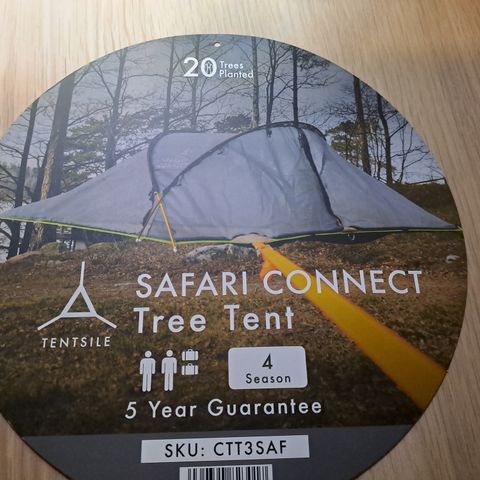 20 Trees
Planted
SAFARI CONNECT
Tree Tent
TENTSILE
4
Season
5 Year Guarantee
SKU: CTT3SAF